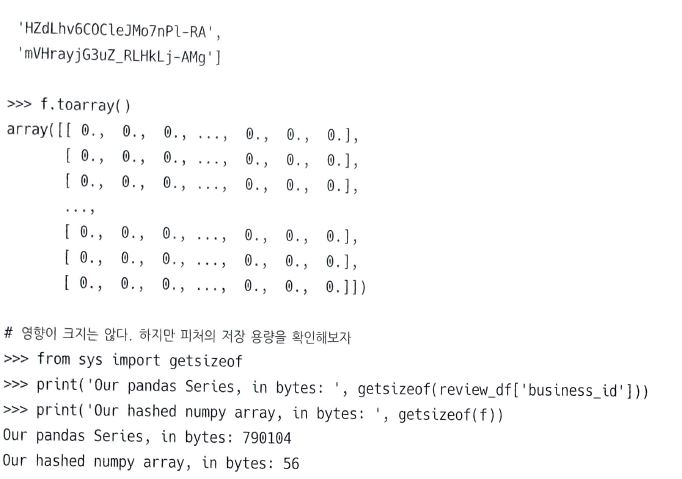 'HZdLhv6COCleJMo7nPl-RA',
'mVHrayjG3uZ_RLHkLj-AMg']
>>> f.toarray()
array([[ 0., 0., 0., ..., 0., 0., 0.],
[ 0., 0., 0., ..., 0., 0., 0.],
[ 0., 0., 0., ..., 0., 0., 0.],
...,
[ 0., 0., 0., ..., 0., 0., 0.],
[ 0., 0., 0., ..., 0., 0., 0.],
[ 0., 0., 0., ..., 0., 0., 0.]])
# 영향이 크지는 않다. 하지만 피처의 저장 용량을 확인해보자
>>> from sys import getsizeof
>>> print('Our pandas Series, in bytes: ', getsizeof(review_df['business_id']))
>>> print('Our hashed numpy array, in bytes: ', getsizeof(f))
Our pandas Series, in bytes: 790104
Our hashed numpy array, in bytes: 56